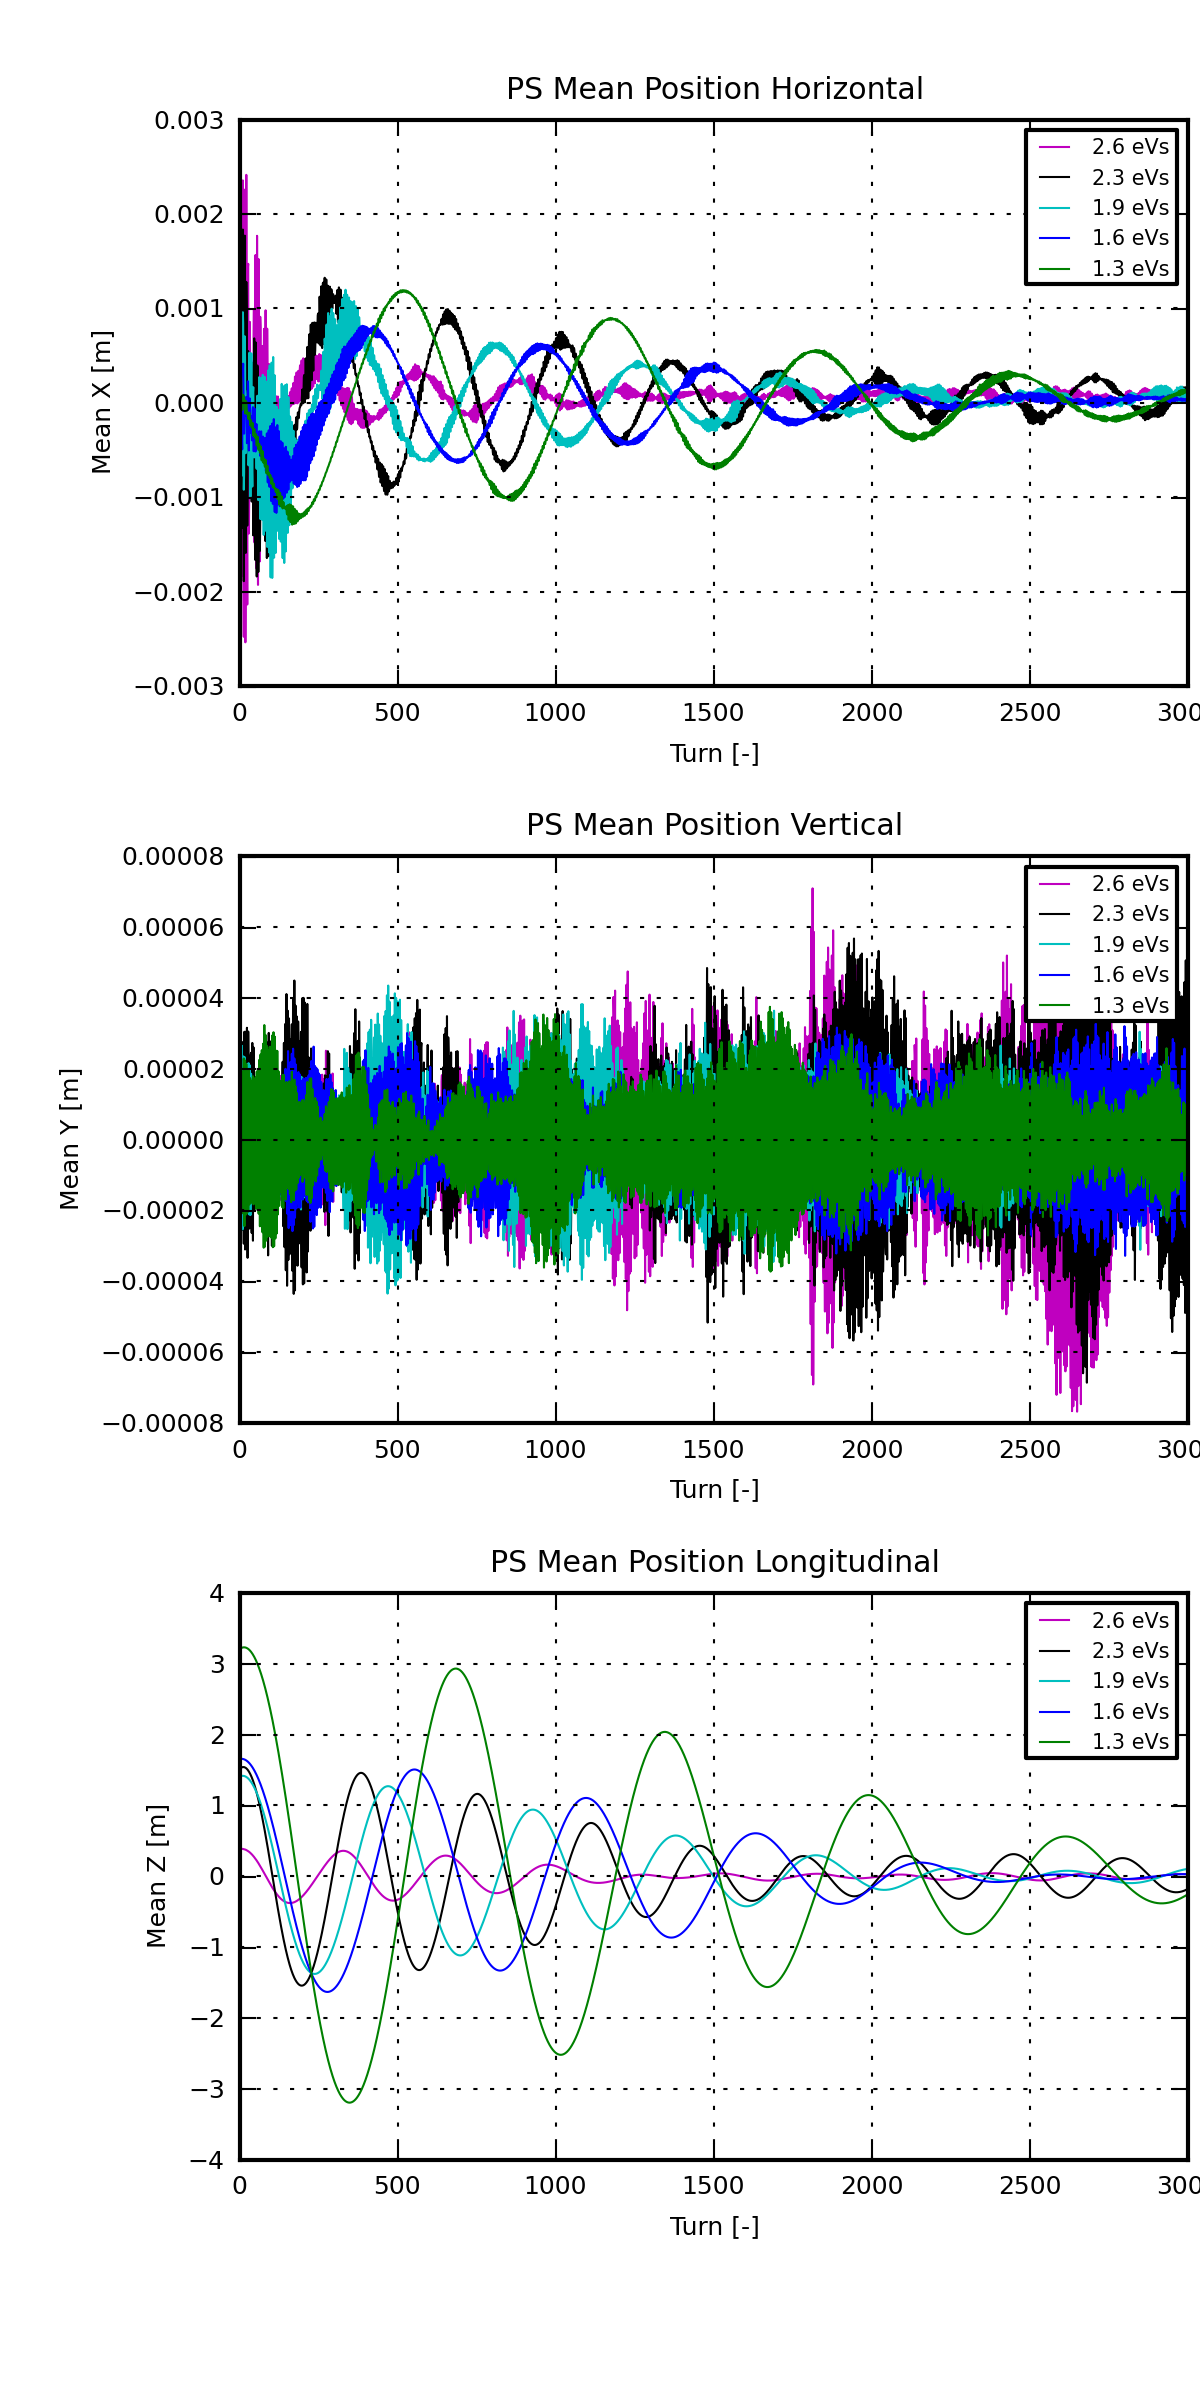 PS Mean Position Horizontal
0.003
0.002
0.001
0.000
−0.001
−0.002
−0.003
Mean X [m]
2.6 eVs
2.3 eVs
1.9 eVs
1.6 eVs
1.3 eVs
0 500 1000 1500 2000 2500 300
Turn [-]
PS Mean Position Vertical
0.00008
0.00006
0.00004
0.00002
0.00000
−0.00002
−0.00004
−0.00006
−0.00008
Mean Y [m]
2.6 eVs
2.3 eVs
1.9 eVs
1.6 eVs
1.3 eVs
0 500 1000 1500 2000 2500 300
Turn [-]
PS Mean Position Longitudinal
4
3
2
1
0
−1
−2
−3
−4
Mean Z [m]
2.6 eVs
2.3 eVs
1.9 eVs
1.6 eVs
1.3 eVs
0 500 1000 1500 2000 2500 300
Turn [-]